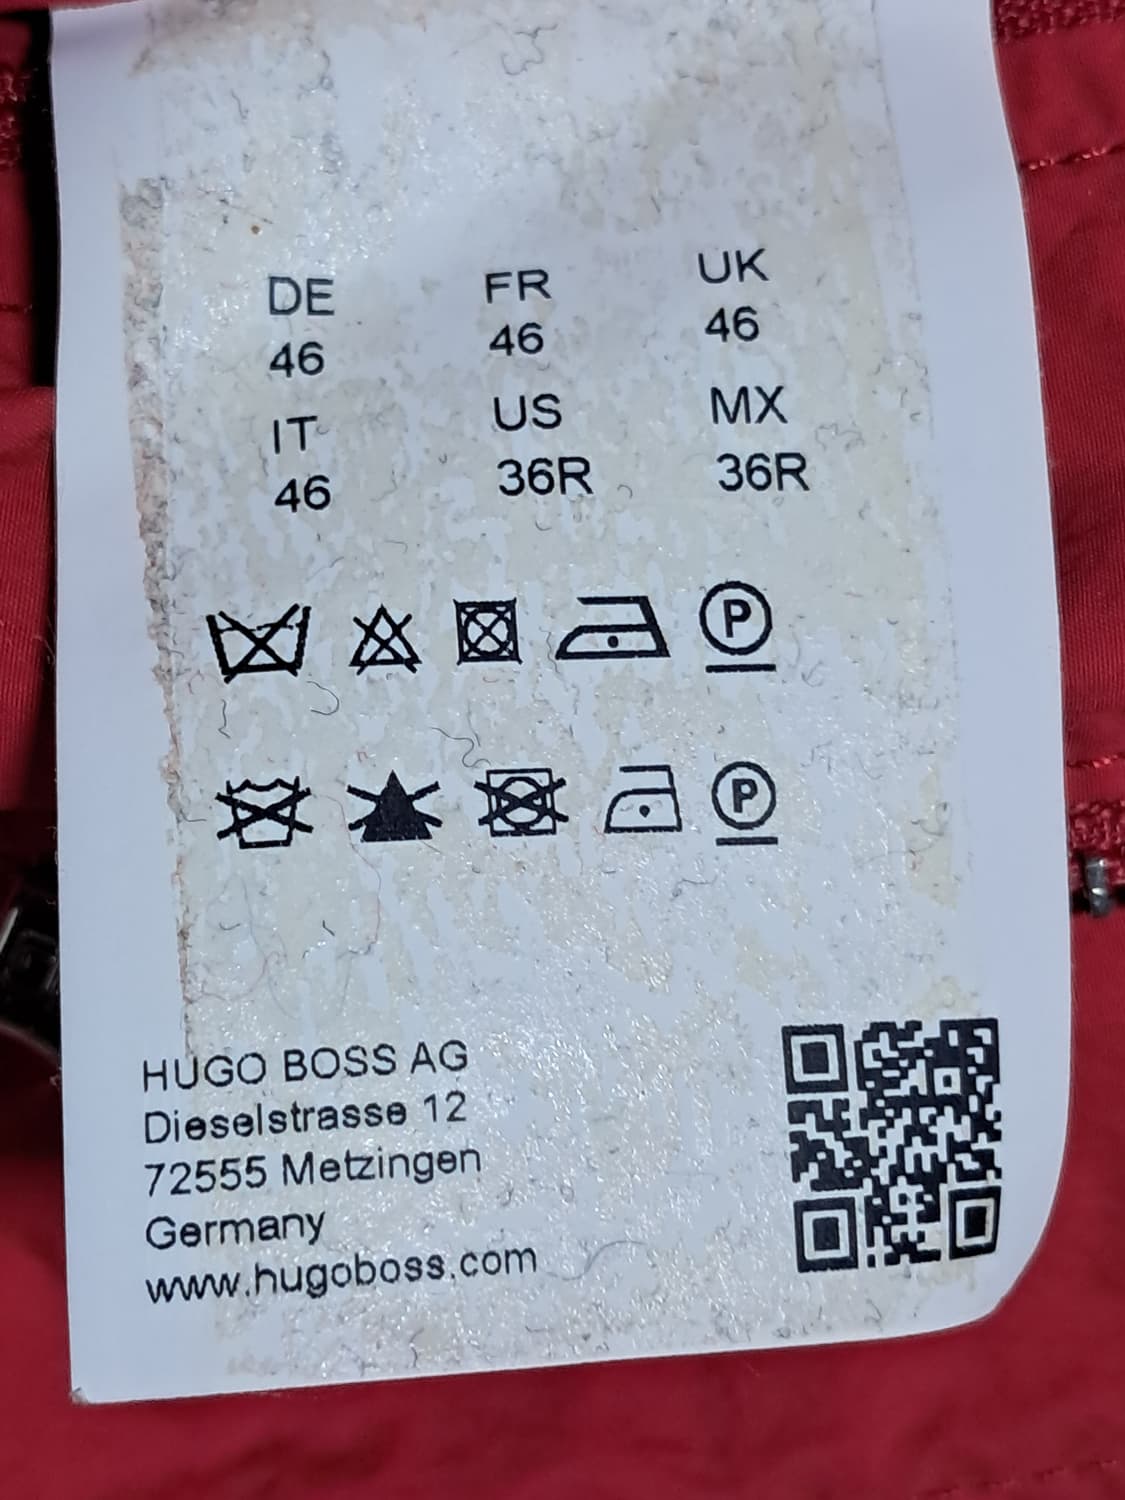 DE FR UK
46 46 46
IT US MX
46 36R 36R
P
P
HUGO BOSS AG
Dieselstrasse 12
72555 Metzingen
Germany
www.hugoboss.com